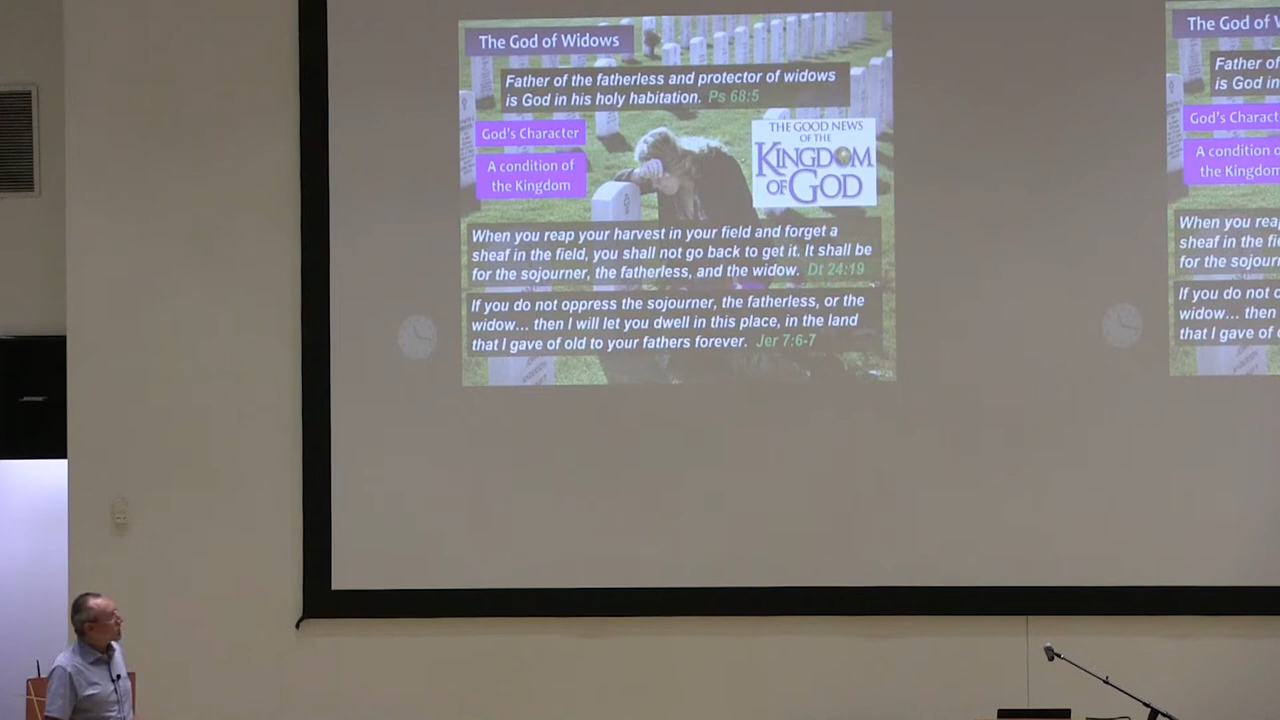 The God of Widows
Father of the fatherless and protector of widows
is God in his holy habitation. Ps 68:5
God's Character
A condition of
the Kingdom
THE GOOD NEWS
OF THE
KINGDOM
OF GOD
When you reap your harvest in your field and forget a
sheaf in the field, you shall not go back to get it. It shall be
for the sojourner, the fatherless, and the widow. Dt 24:19
If you do not oppress the sojourner, the fatherless, or the
widow... then I will let you dwell in this place, in the land
that I gave of old to your fathers forever. Jer 7:6-7
The God of
Father of
is God in
God's Charact
A condition o
the Kingdom
When you reap
sheaf in the fi
for the sojourn
If you do not o
widow... then
that I gave of